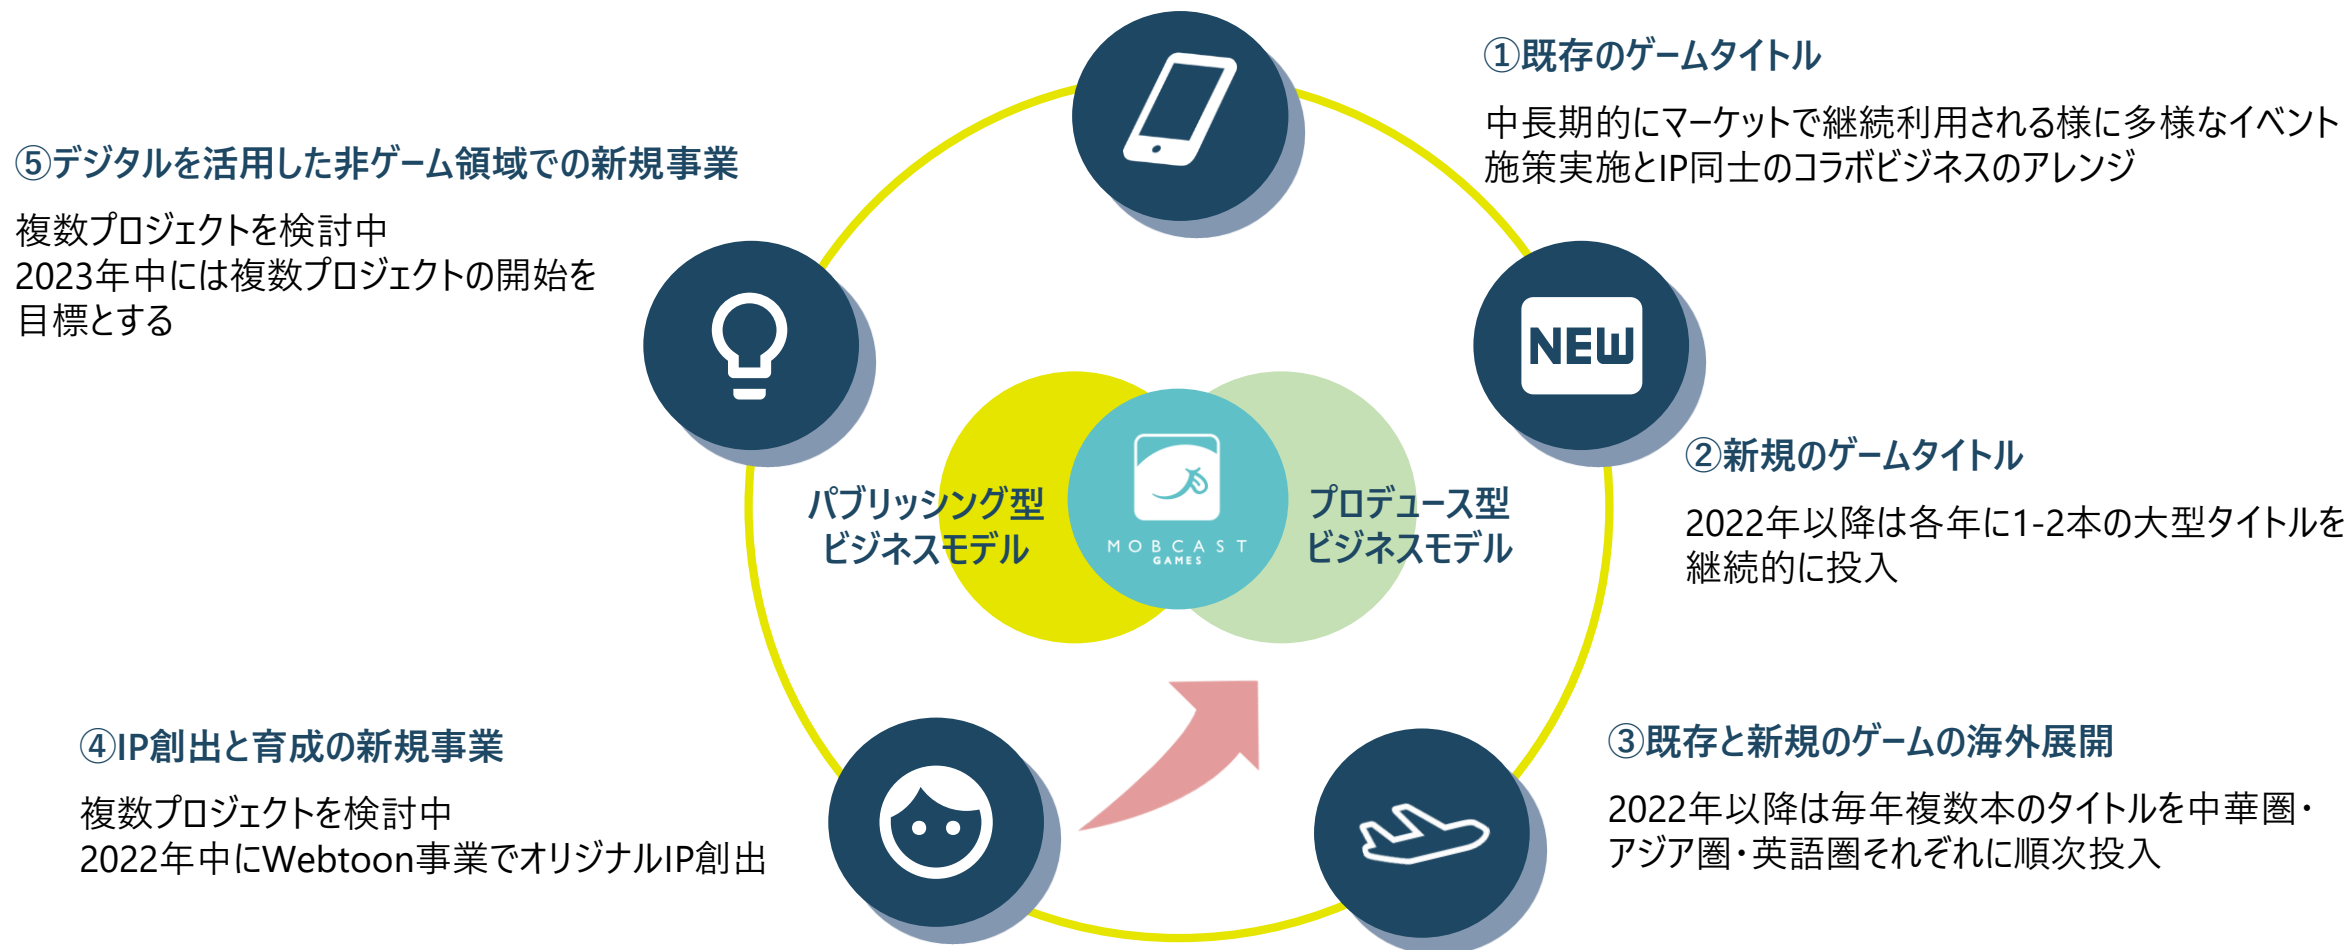 ①既存のゲームタイトル
中長期的にマーケットで継続利用される様に多様なイベント
施策実施とIP同士のコラボビジネスのアレンジ
NEW
②新規のゲームタイトル
2022年以降は各年に1-2本の大型タイトルを
継続的に投入
③既存と新規のゲームの海外展開
2022年以降は毎年複数本のタイトルを中華圏・
アジア圏・英語圏それぞれに順次投入
④IP創出と育成の新規事業
複数プロジェクトを検討中
2022年中にWebtoon事業でオリジナルIP創出
⑤デジタルを活用した非ゲーム領域での新規事業
複数プロジェクトを検討中
2023年中には複数プロジェクトの開始を
目標とする
パブリッシング型
ビジネスモデル
MOBCAST
GAMES
プロデュース型
ビジネスモデル